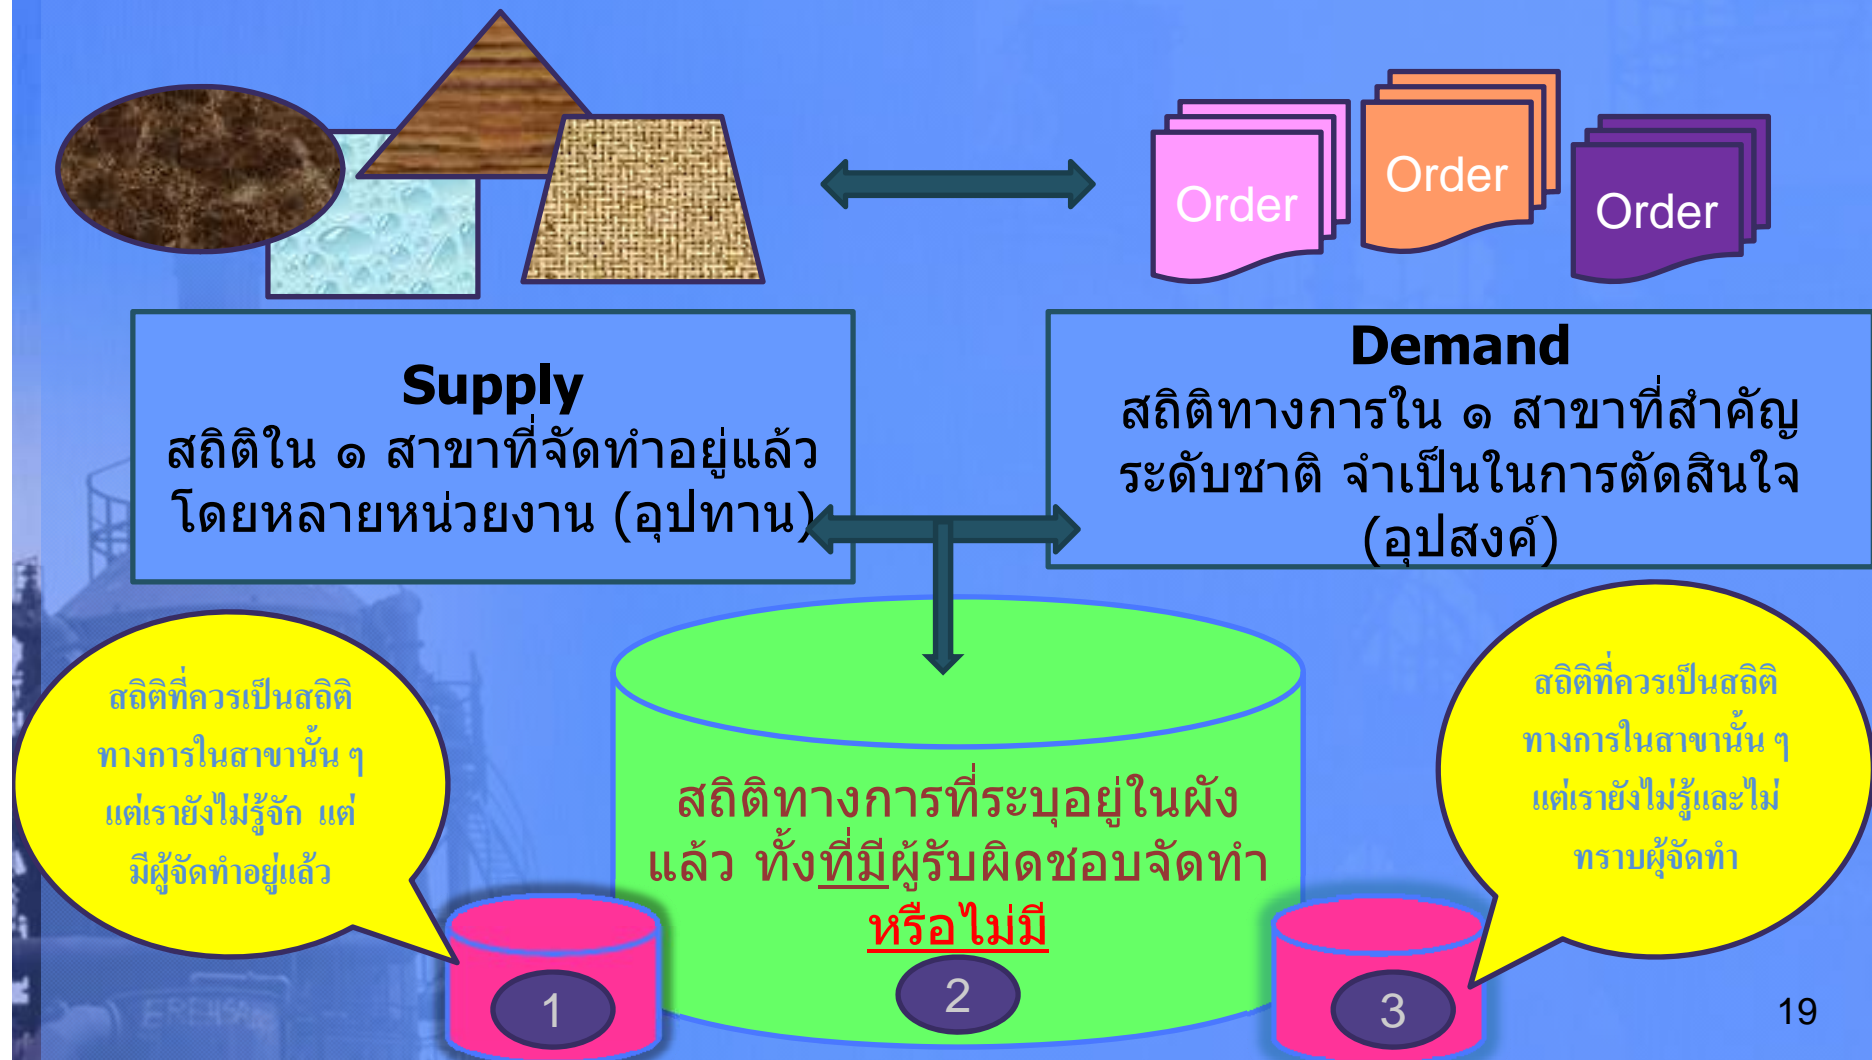 Order
Order
Order
Supply
สถิติใน ๑ สาขาที่จัดทำอยู่แล้ว
โดยหลายหน่วยงาน (อุปทาน)
Demand
สถิติทางการใน ๑ สาขาที่สำคัญ
ระดับชาติ จำเป็นในการตัดสินใจ
(อุปสงค์)
สถิติที่ควรเป็นสถิติ
ทางการในสาขานั้น ๆ
แต่เรายังไม่รู้จัก แต่
มีผู้จัดทำอยู่แล้ว
สถิติทางการที่ระบุอยู่ในผัง
แล้ว ทั้งที่มีผู้รับผิดชอบจัดทำ
หรือไม่มี
สถิติที่ควรเป็นสถิติ
ทางการในสาขานั้น ๆ
แต่เรายังไม่รู้และไม่
ทราบผุ้จัดทำ
1
2
3
19